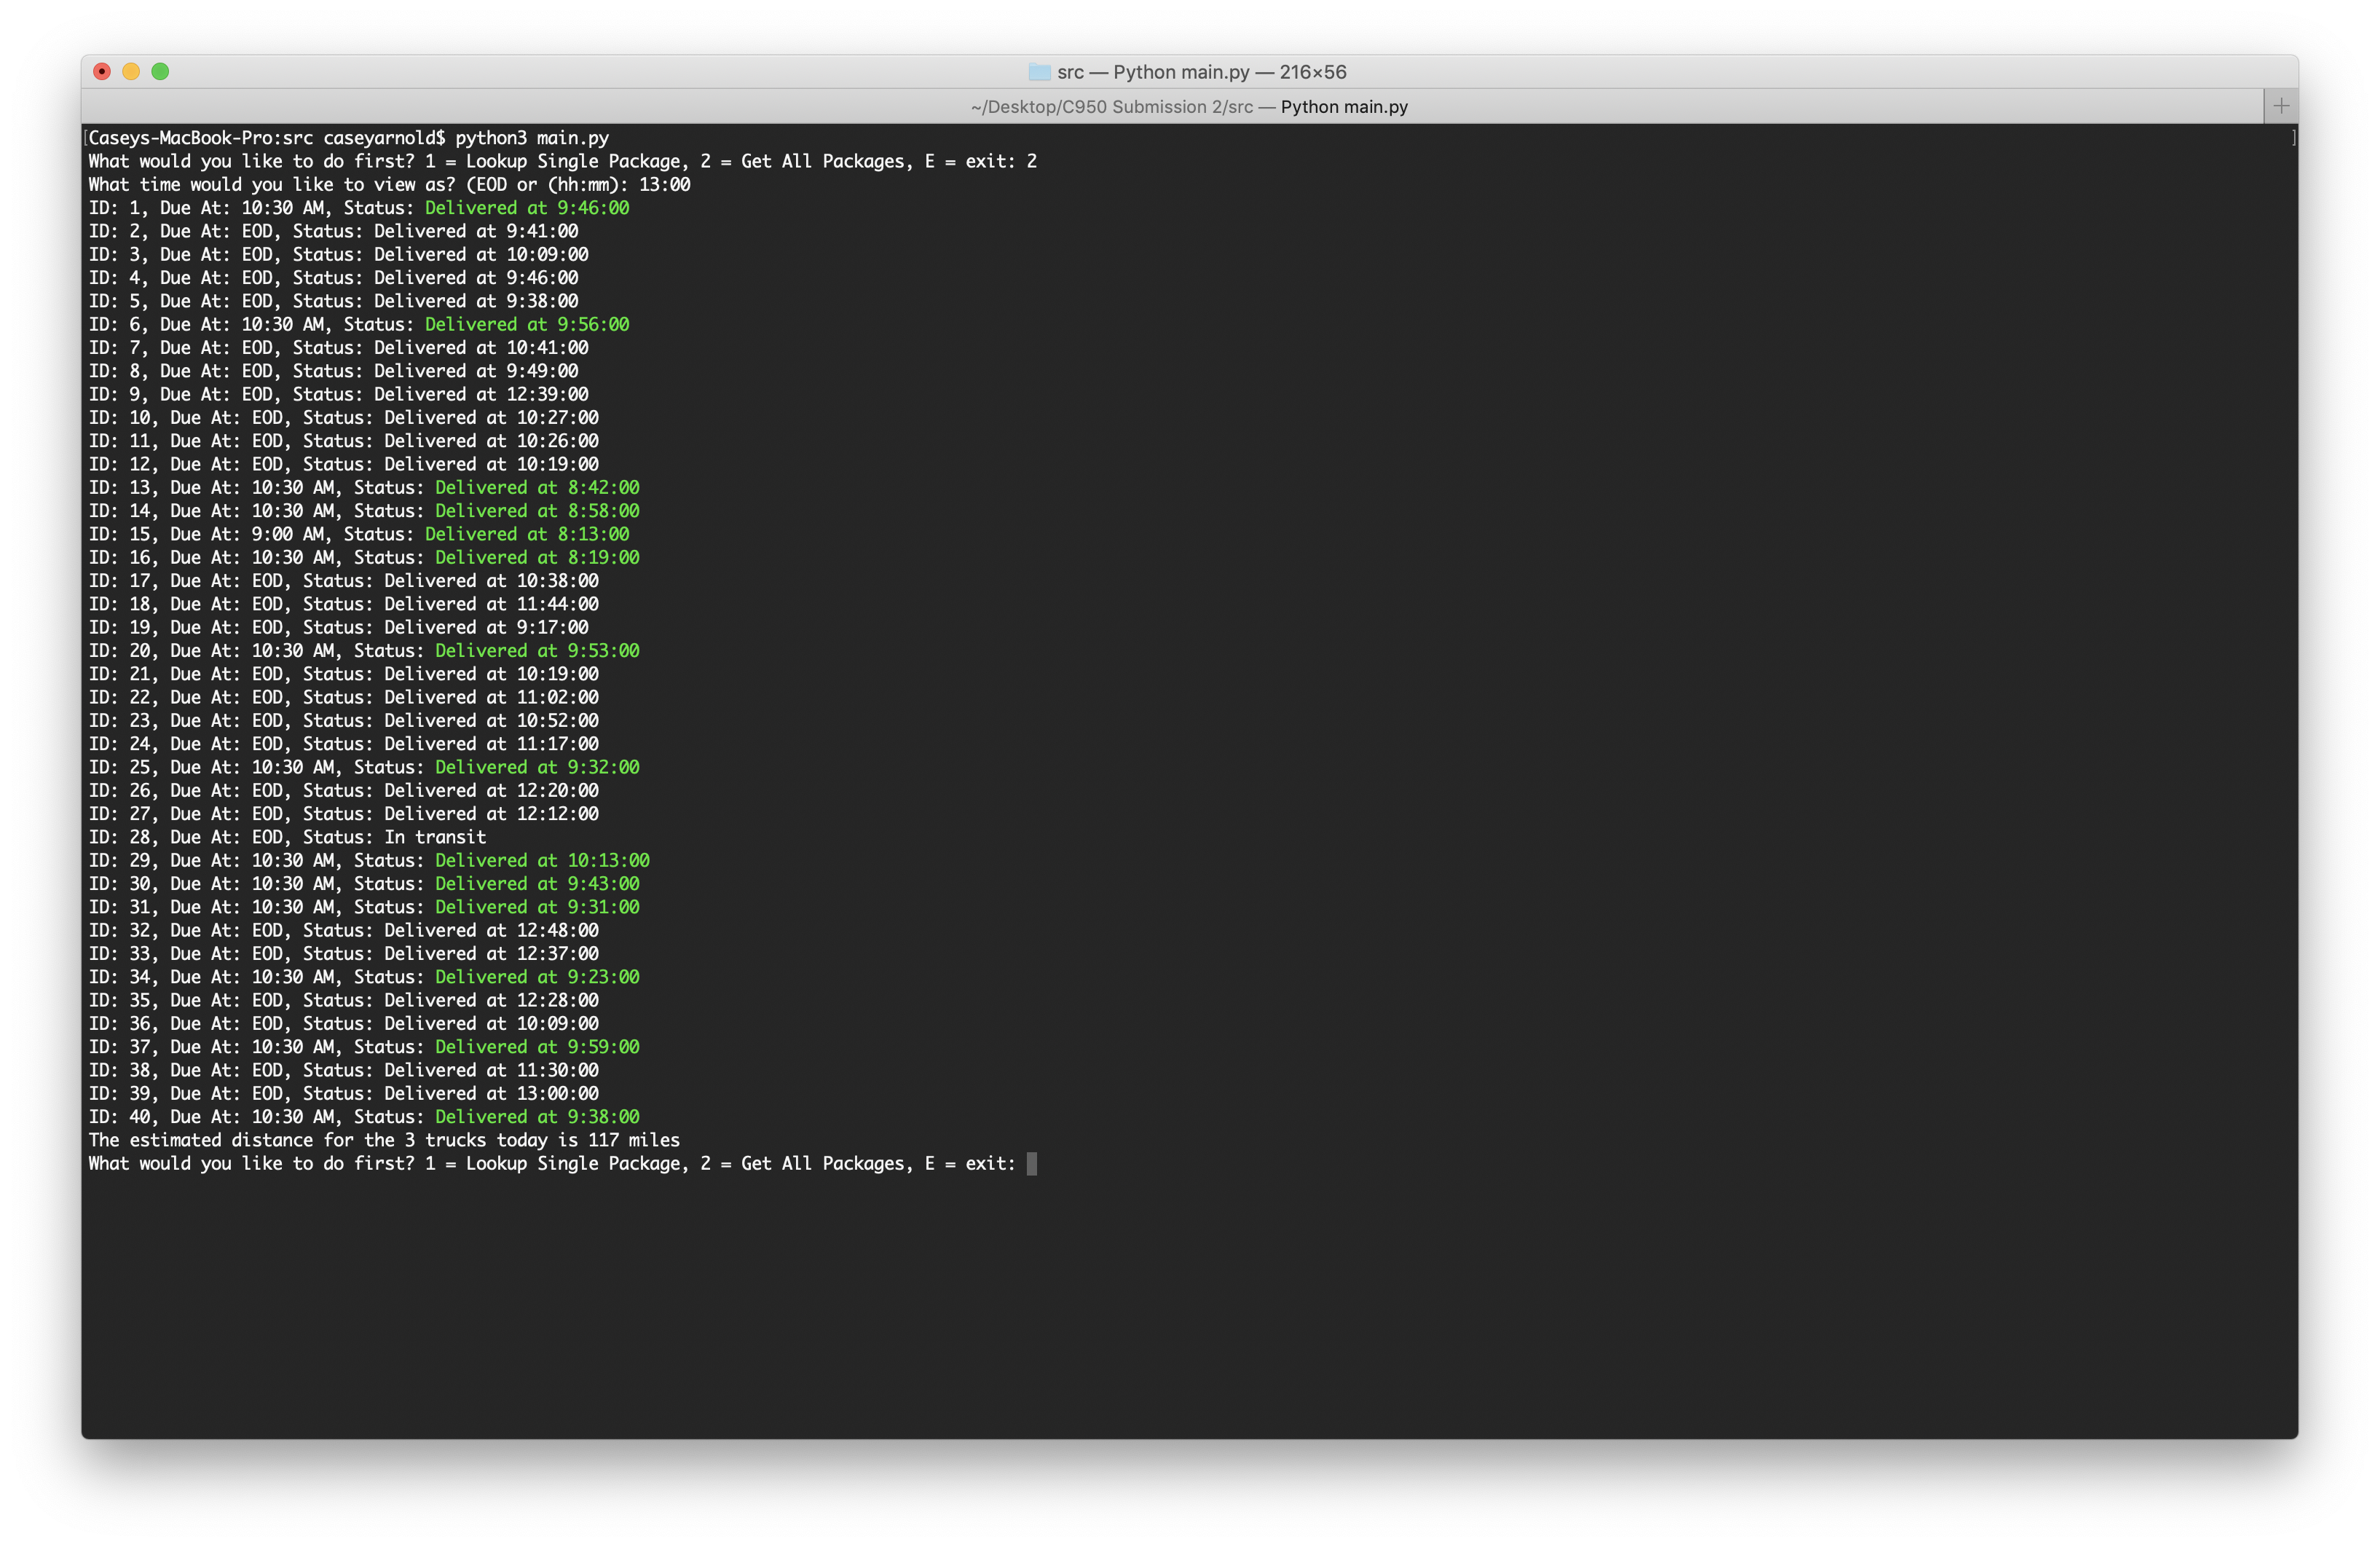 src — Python main.py — 216×56
~/Desktop/C950 Submission 2/src — Python main.py
[Caseys-MacBook-Pro:src caseyarnold$ python3 main.py ]
What would you like to do first? 1 = Lookup Single Package, 2 = Get All Packages, E = exit: 2
What time would you like to view as? (EOD or (hh:mm): 13:00
ID: 1, Due At: 10:30 AM, Status: Delivered at 9:46:00
ID: 2, Due At: EOD, Status: Delivered at 9:41:00
ID: 3, Due At: EOD, Status: Delivered at 10:09:00
ID: 4, Due At: EOD, Status: Delivered at 9:46:00
ID: 5, Due At: EOD, Status: Delivered at 9:38:00
ID: 6, Due At: 10:30 AM, Status: Delivered at 9:56:00
ID: 7, Due At: EOD, Status: Delivered at 10:41:00
ID: 8, Due At: EOD, Status: Delivered at 9:49:00
ID: 9, Due At: EOD, Status: Delivered at 12:39:00
ID: 10, Due At: EOD, Status: Delivered at 10:27:00
ID: 11, Due At: EOD, Status: Delivered at 10:26:00
ID: 12, Due At: EOD, Status: Delivered at 10:19:00
ID: 13, Due At: 10:30 AM, Status: Delivered at 8:42:00
ID: 14, Due At: 10:30 AM, Status: Delivered at 8:58:00
ID: 15, Due At: 9:00 AM, Status: Delivered at 8:13:00
ID: 16, Due At: 10:30 AM, Status: Delivered at 8:19:00
ID: 17, Due At: EOD, Status: Delivered at 10:38:00
ID: 18, Due At: EOD, Status: Delivered at 11:44:00
ID: 19, Due At: EOD, Status: Delivered at 9:17:00
ID: 20, Due At: 10:30 AM, Status: Delivered at 9:53:00
ID: 21, Due At: EOD, Status: Delivered at 10:19:00
ID: 22, Due At: EOD, Status: Delivered at 11:02:00
ID: 23, Due At: EOD, Status: Delivered at 10:52:00
ID: 24, Due At: EOD, Status: Delivered at 11:17:00
ID: 25, Due At: 10:30 AM, Status: Delivered at 9:32:00
ID: 26, Due At: EOD, Status: Delivered at 12:20:00
ID: 27, Due At: EOD, Status: Delivered at 12:12:00
ID: 28, Due At: EOD, Status: In transit
ID: 29, Due At: 10:30 AM, Status: Delivered at 10:13:00
ID: 30, Due At: 10:30 AM, Status: Delivered at 9:43:00
ID: 31, Due At: 10:30 AM, Status: Delivered at 9:31:00
ID: 32, Due At: EOD, Status: Delivered at 12:48:00
ID: 33, Due At: EOD, Status: Delivered at 12:37:00
ID: 34, Due At: 10:30 AM, Status: Delivered at 9:23:00
ID: 35, Due At: EOD, Status: Delivered at 12:28:00
ID: 36, Due At: EOD, Status: Delivered at 10:09:00
ID: 37, Due At: 10:30 AM, Status: Delivered at 9:59:00
ID: 38, Due At: EOD, Status: Delivered at 11:30:00
ID: 39, Due At: EOD, Status: Delivered at 13:00:00
ID: 40, Due At: 10:30 AM, Status: Delivered at 9:38:00
The estimated distance for the 3 trucks today is 117 miles
What would you like to do first? 1 = Lookup Single Package, 2 = Get All Packages, E = exit: